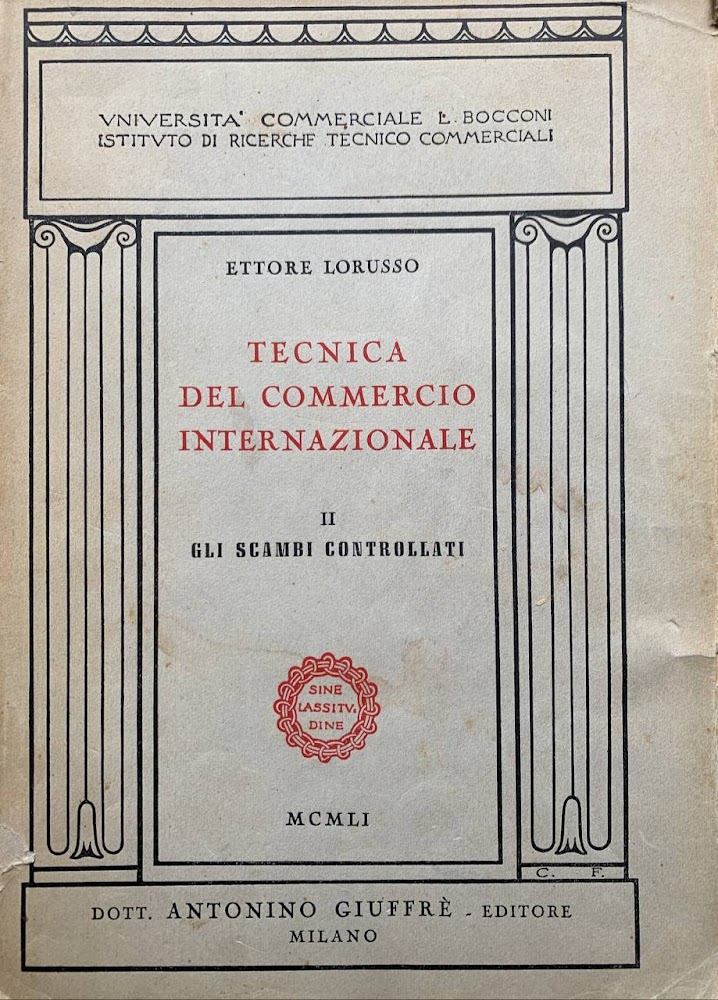 VNIVERSITA' COMMERCIALE L. BOCCONI
ISTITVTO DI RICERCHE TECNICO COMMERCIALI
ETTORE LORUSSO
TECNICA
DEL COMMERCIO
INTERNAZIONALE
II
GLI SCAMBI CONTROLLATI
SINE
LASSITV
DINE
MCMLI
C. F.
DOTT. ANTONINO GIUFFRÈ - EDITORE
MILANO